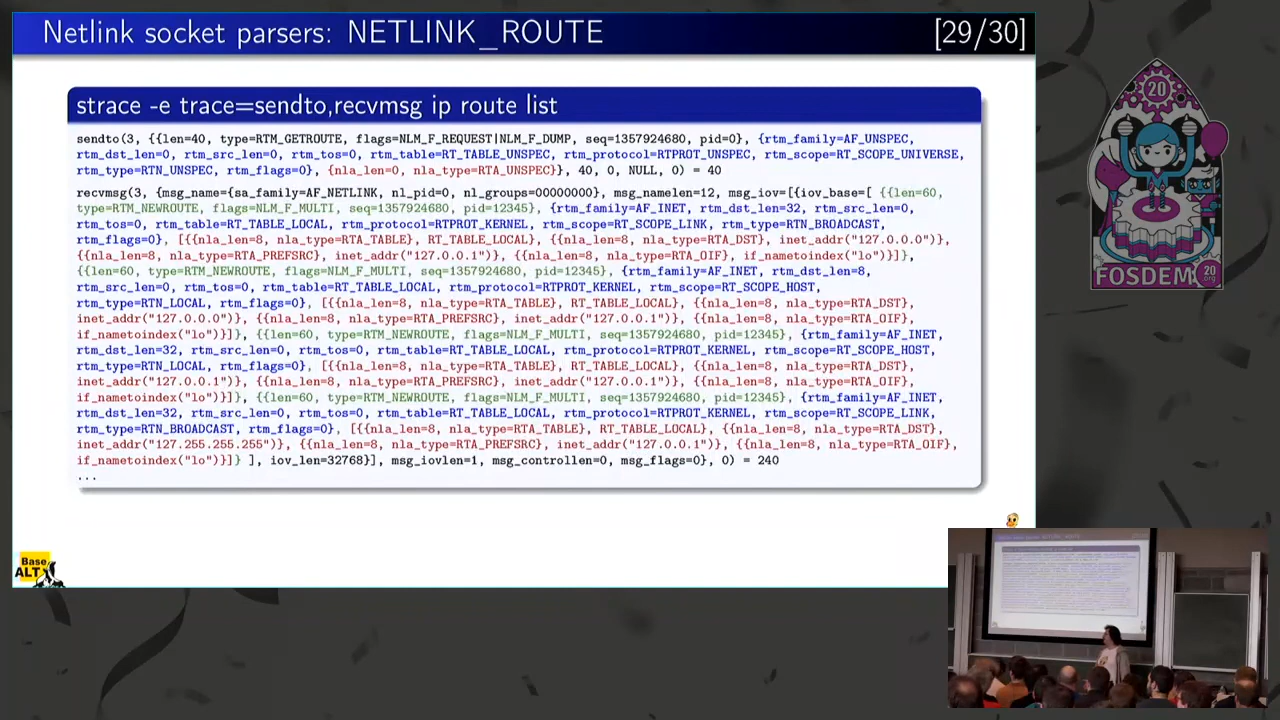 Netlink socket parsers: NETLINK_ROUTE
[29/30]
strace -e trace=sendto,recvmsg ip route list
sendto(3, {{len=40, type=RTM_GETROUTE, flags=NLM_F_REQUEST|NLM_F_DUMP, seq=1357924680, pid=0}, {rtm_family=AF_UNSPEC,
rtm_dst_len=0, rtm_src_len=0, rtm_tos=0, rtm_table=RT_TABLE_UNSPEC, rtm_protocol=RTPROT_UNSPEC, rtm_scope=RT_SCOPE_UNIVERSE,
rtm_type=RTN_UNSPEC, rtm_flags=0}, {nla_len=0, nla_type=RTA_UNSPEC}}, 40, 0, NULL, 0) = 40
recvmsg(3, {msg_name={sa_family=AF_NETLINK, nl_pid=0, nl_groups=00000000}, msg_namelen=12, msg_iov=[{iov_base=[ {{len=60,
type=RTM_NEWROUTE, flags=NLM_F_MULTI, seq=1357924680, pid=12345}, {rtm_family=AF_INET, rtm_dst_len=32, rtm_src_len=0,
rtm_tos=0, rtm_table=RT_TABLE_LOCAL, rtm_protocol=RTPROT_KERNEL, rtm_scope=RT_SCOPE_LINK, rtm_type=RTN_BROADCAST,
rtm_flags=0}, [{{nla_len=8, nla_type=RTA_TABLE}, RT_TABLE_LOCAL}, {{nla_len=8, nla_type=RTA_DST}, inet_addr("127.0.0.0")},
{{nla_len=8, nla_type=RTA_PREFSRC}, inet_addr("127.0.0.1")}, {{nla_len=8, nla_type=RTA_OIF}, if_nametoindex("lo")}]},
{{len=60, type=RTM_NEWROUTE, flags=NLM_F_MULTI, seq=1357924680, pid=12345}, {rtm_family=AF_INET, rtm_dst_len=8,
rtm_src_len=0, rtm_tos=0, rtm_table=RT_TABLE_LOCAL, rtm_protocol=RTPROT_KERNEL, rtm_scope=RT_SCOPE_HOST,
rtm_type=RTN_LOCAL, rtm_flags=0}, [{{nla_len=8, nla_type=RTA_TABLE}, RT_TABLE_LOCAL}, {{nla_len=8, nla_type=RTA_DST},
inet_addr("127.0.0.0")}, {{nla_len=8, nla_type=RTA_PREFSRC}, inet_addr("127.0.0.1")}, {{nla_len=8, nla_type=RTA_OIF},
if_nametoindex("lo")}]}, {{len=60, type=RTM_NEWROUTE, flags=NLM_F_MULTI, seq=1357924680, pid=12345}, {rtm_family=AF_INET,
rtm_dst_len=32, rtm_src_len=0, rtm_tos=0, rtm_table=RT_TABLE_LOCAL, rtm_protocol=RTPROT_KERNEL, rtm_scope=RT_SCOPE_HOST,
rtm_type=RTN_LOCAL, rtm_flags=0}, [{{nla_len=8, nla_type=RTA_TABLE}, RT_TABLE_LOCAL}, {{nla_len=8, nla_type=RTA_DST},
inet_addr("127.0.0.1")}, {{nla_len=8, nla_type=RTA_PREFSRC}, inet_addr("127.0.0.1")}, {{nla_len=8, nla_type=RTA_OIF},
if_nametoindex("lo")}]}, {{len=60, type=RTM_NEWROUTE, flags=NLM_F_MULTI, seq=1357924680, pid=12345}, {rtm_family=AF_INET,
rtm_dst_len=32, rtm_src_len=0, rtm_tos=0, rtm_table=RT_TABLE_LOCAL, rtm_protocol=RTPROT_KERNEL, rtm_scope=RT_SCOPE_LINK,
rtm_type=RTN_BROADCAST, rtm_flags=0}, [{{nla_len=8, nla_type=RTA_TABLE}, RT_TABLE_LOCAL}, {{nla_len=8, nla_type=RTA_DST},
inet_addr("127.255.255.255")}, {{nla_len=8, nla_type=RTA_PREFSRC}, inet_addr("127.0.0.1")}, {{nla_len=8, nla_type=RTA_OIF},
if_nametoindex("lo")}]} ], iov_len=32768}], msg_iovlen=1, msg_controllen=0, msg_flags=0}, 0) = 240
...
Base
ALT
20
FOSDEM
20
.org